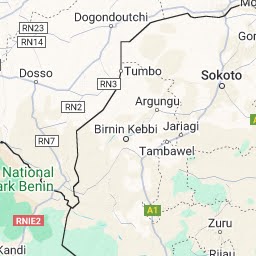 Dogondoutchi
RN23
RN14
Gor
Tumbo
Dosso
RN3
Sokoto
RN2
Argungu
A
Birnin Kebbi
Jariagi
RN7
Tambawel
National
ark Benin
A1
RNIE2
Zuru
Kandi
Rijau